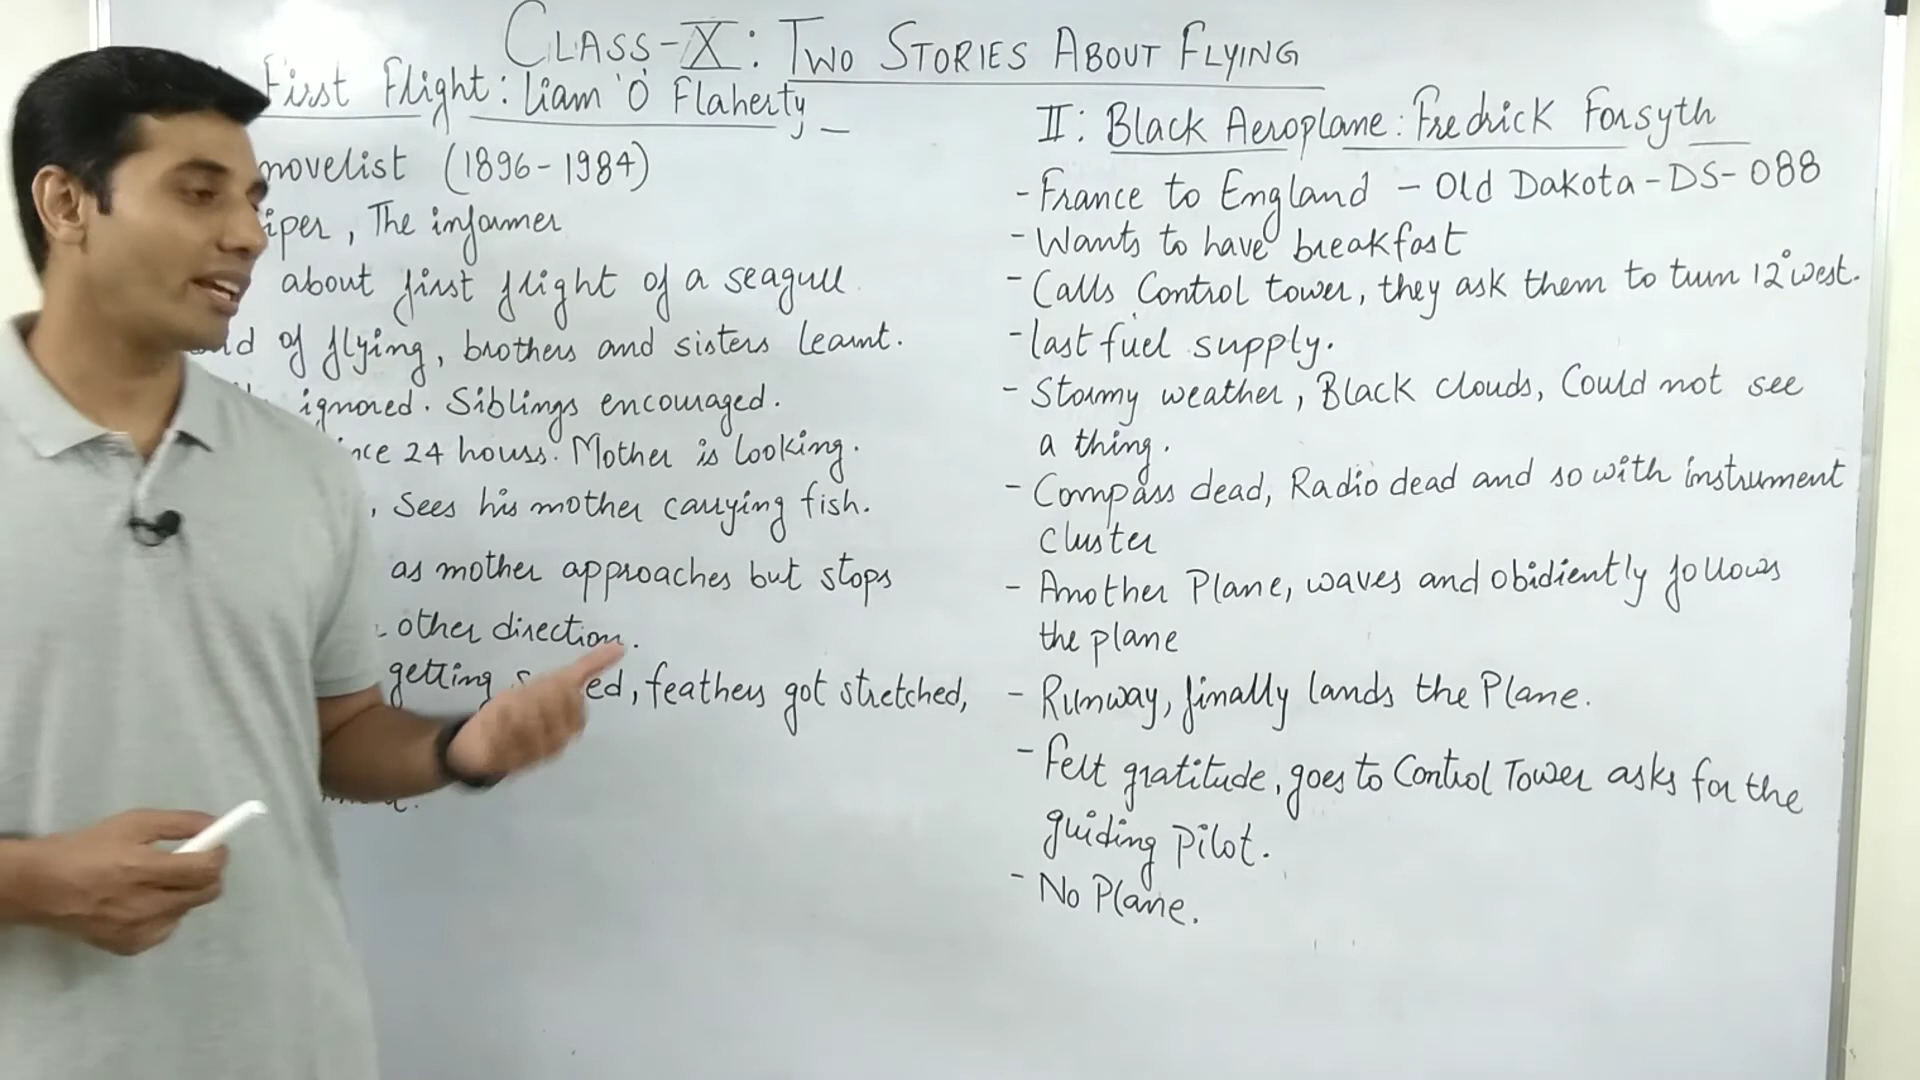 CLASS-X: TWO STORIES ABOUT FLYING
First Flight: Liam 'O' Flaherty
novelist (1896-1984)
iper, The informer
about first flight of a seagull
of flying, brothers and sisters learnt.
ignored. Siblings encouraged.
nce 24 hours. Mother is looking.
, Sees his mother carrying fish.
as mother approaches but stops
other direction.
getting ed, feathers got stretched,
II: Black Aeroplane: Fredrick Forsyth
- France to England - Old Dakota-DS-088
- Wants to have breakfast
- Calls Control tower, they ask them to turn 12° west.
- last fuel supply.
- Stormy weather, Black clouds, Could not see
a thing.
- Compass dead, Radio dead and so with instrument
cluster
- Another Plane, waves and obidiently follows
the plane
- Runway, finally lands the Plane.
- Felt gratitude, goes to Control Tower asks for the
guiding pilot.
- No Plane.